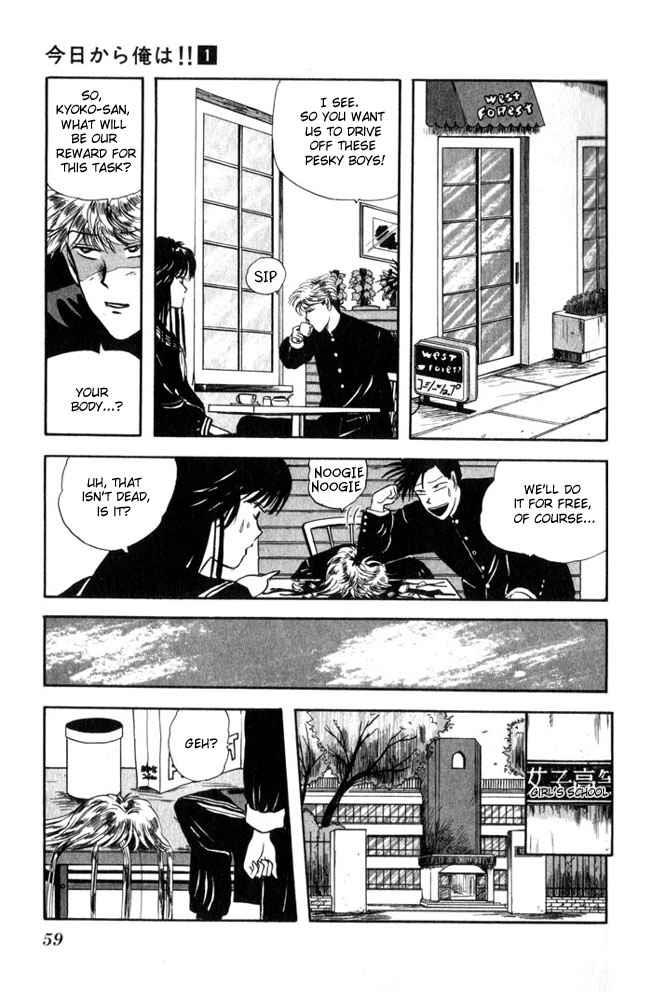 今日から俺は!! 1
WEST
FOREST
WEST
I SEE.
SO YOU WANT
US TO DRIVE
OFF THESE
PESKY BOYS!
SIP
SO,
KYOKO-SAN,
WHAT WILL
BE OUR
REWARD FOR
THIS TASK?
YOUR
BODY...?
WE'LL DO
IT FOR FREE,
OF COURSE...
NOOGIE
NOOGIE
UH, THAT
ISN'T DEAD,
IS IT?
女子高等
GIRL'S SCHOOL
GEH?
59